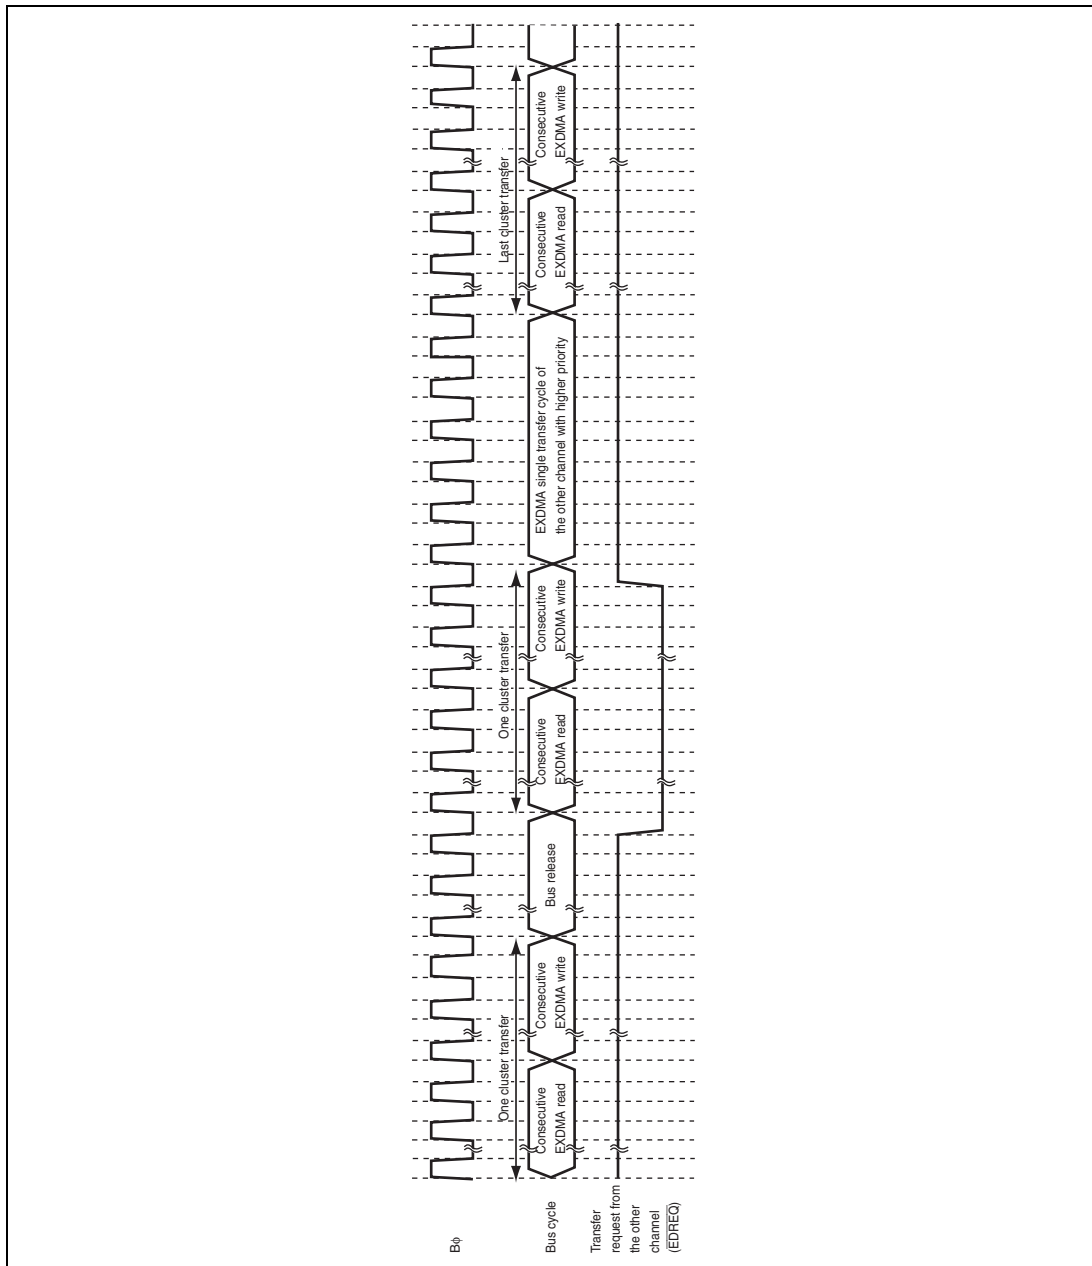 Bφ
Bus cycle
Transfer
request from
the other
channel
(EDREQ)
One cluster transfer
Consecutive
EXDMA read
Consecutive
EXDMA write
Bus release
One cluster transfer
Consecutive
EXDMA read
Consecutive
EXDMA write
EXDMA single transfer cycle of
the other channel with higher priority
Last cluster transfer
Consecutive
EXDMA read
Consecutive
EXDMA write